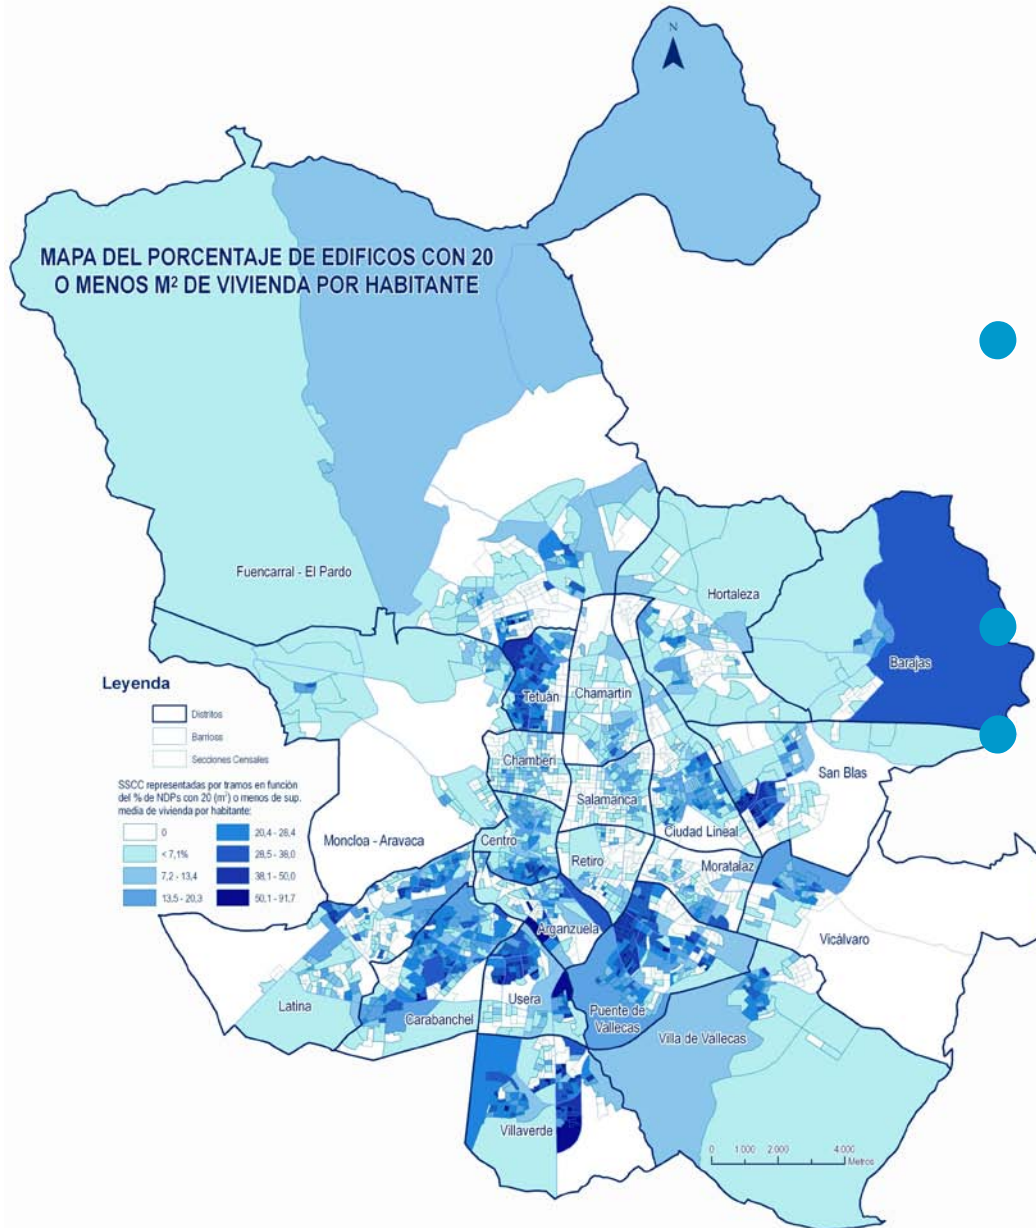 N
MAPA DEL PORCENTAJE DE EDIFICOS CON 20
O MENOS M² DE VIVIENDA POR HABITANTE
Fuencarral - El Pardo
Hortaleza
Barajas
Tetuán
Chamartín
Leyenda
Distritos
Barrioss
Secciones Censales
SSCC representadas por tramos en función
del % de NDPs con 20 (m²) o menos de sup.
media de vivienda por habitante:
0
< 7,1%
7,2 - 13,4
13,5 - 20,3
20,4 - 28,4
28,5 - 38,0
38,1 - 50,0
50,1 - 91,7
Chamberí
San Blas
Salamanca
Moncloa - Aravaca
Centro
Ciudad Lineal
Retiro
Moratalaz
Arganzuela
Vicálvaro
Latina
Usera
Carabanchel
Puente de
Vallecas
Villa de Vallecas
Villaverde
0 1 000 2 000 4 000
Metros